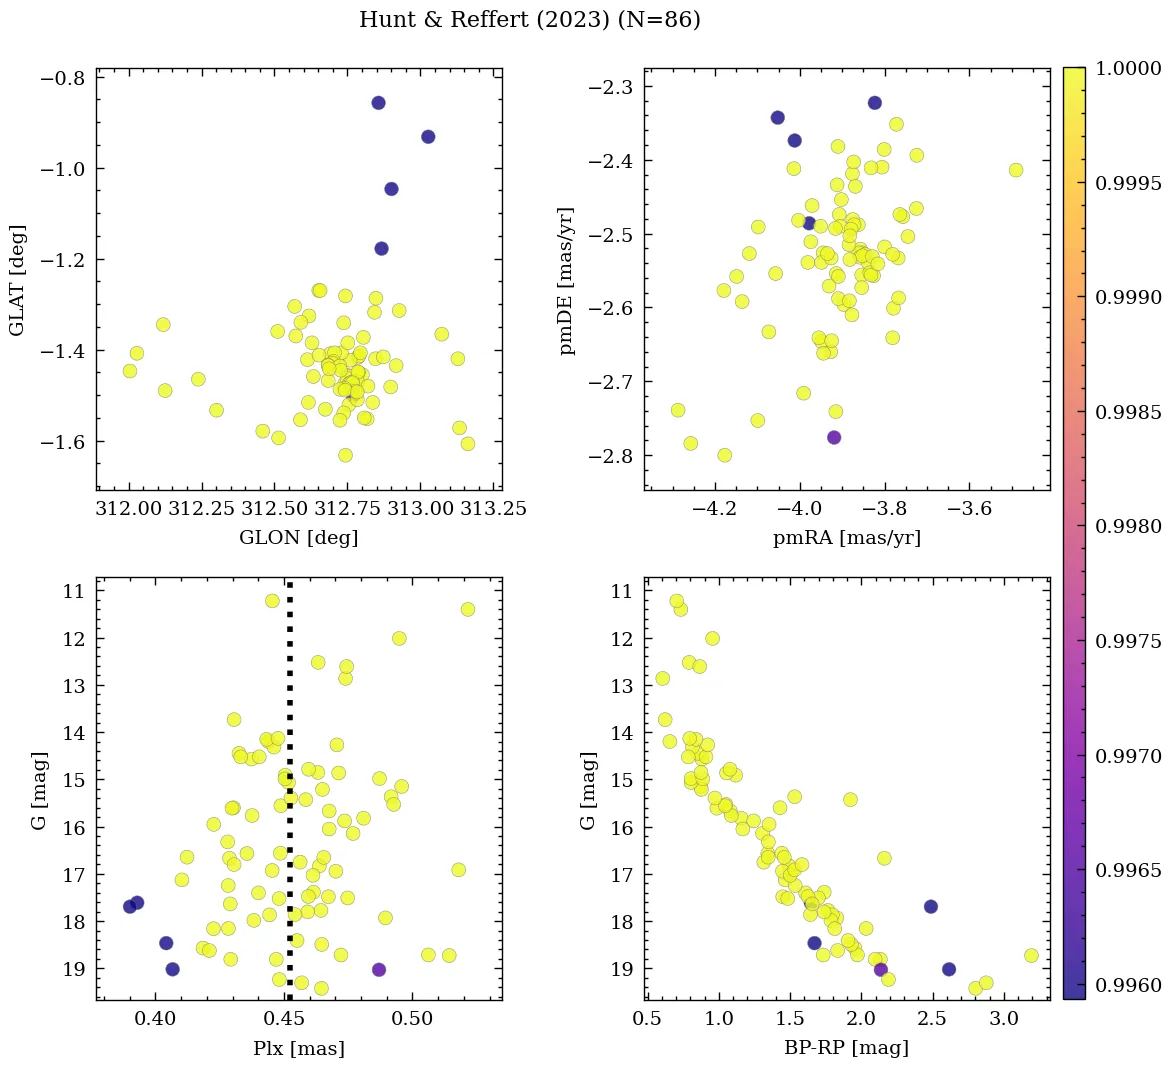 Hunt & Reffert (2023) (N=86)
−0.8
−1.0
−1.2
−1.4
−1.6
GLAT [deg]
312.00 312.25 312.50 312.75 313.00 313.25
GLON [deg]
−2.3
−2.4
−2.5
−2.6
−2.7
−2.8
pmDE [mas/yr]
−4.2 −4.0 −3.8 −3.6
pmRA [mas/yr]
11
12
13
14
15
16
17
18
19
G [mag]
0.40 0.45 0.50
Plx [mas]
11
12
13
14
15
16
17
18
19
G [mag]
0.5 1.0 1.5 2.0 2.5 3.0
BP-RP [mag]
1.0000
0.9995
0.9990
0.9985
0.9980
0.9975
0.9970
0.9965
0.9960